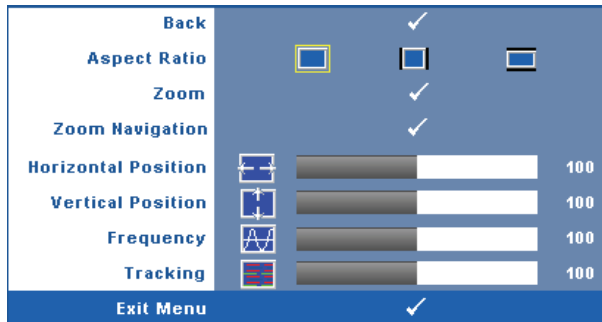 Back
Aspect Ratio
Zoom
Zoom Navigation
Horizontal Position 100
Vertical Position 100
Frequency 100
Tracking 100
Exit Menu